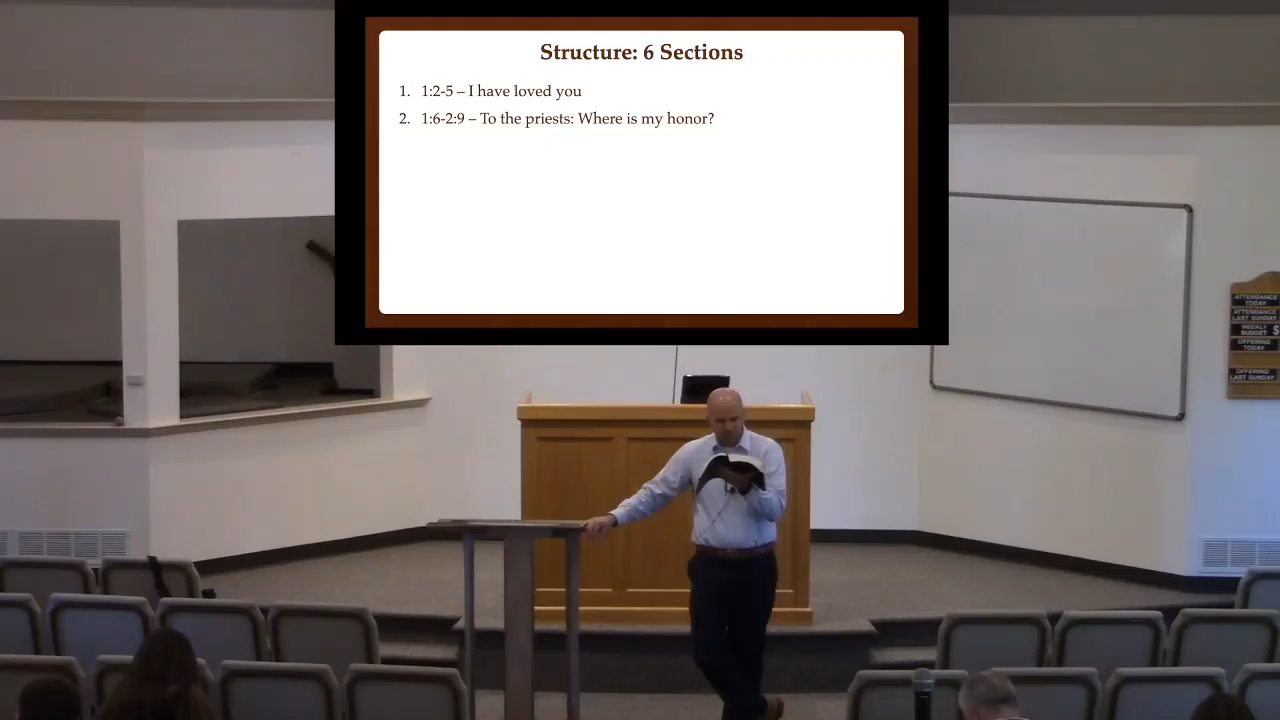 Structure: 6 Sections
1. 1:2-5 – I have loved you
2. 1:6-2:9 – To the priests: Where is my honor?
ATTENDANCE
TODAY
ATTENDANCE
LAST SUNDAY
WEEKLY
BUDGET $
OFFERING
TODAY
OFFERING
LAST SUNDAY